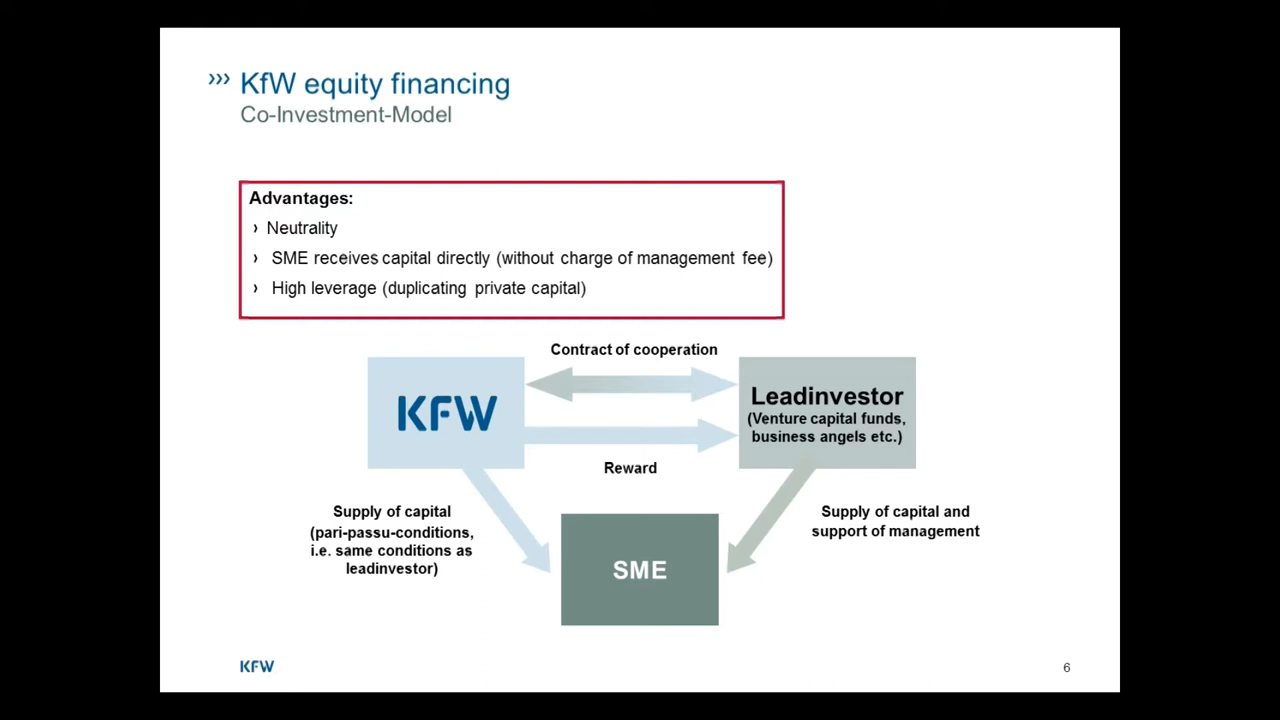 ››› KfW equity financing
Co-Investment-Model
Advantages:
› Neutrality
› SME receives capital directly (without charge of management fee)
› High leverage (duplicating private capital)
Contract of cooperation
KFW
Leadinvestor
(Venture capital funds,
business angels etc.)
Reward
Supply of capital
(pari-passu-conditions,
i.e. same conditions as
leadinvestor)
Supply of capital and
support of management
SME
KFW
6